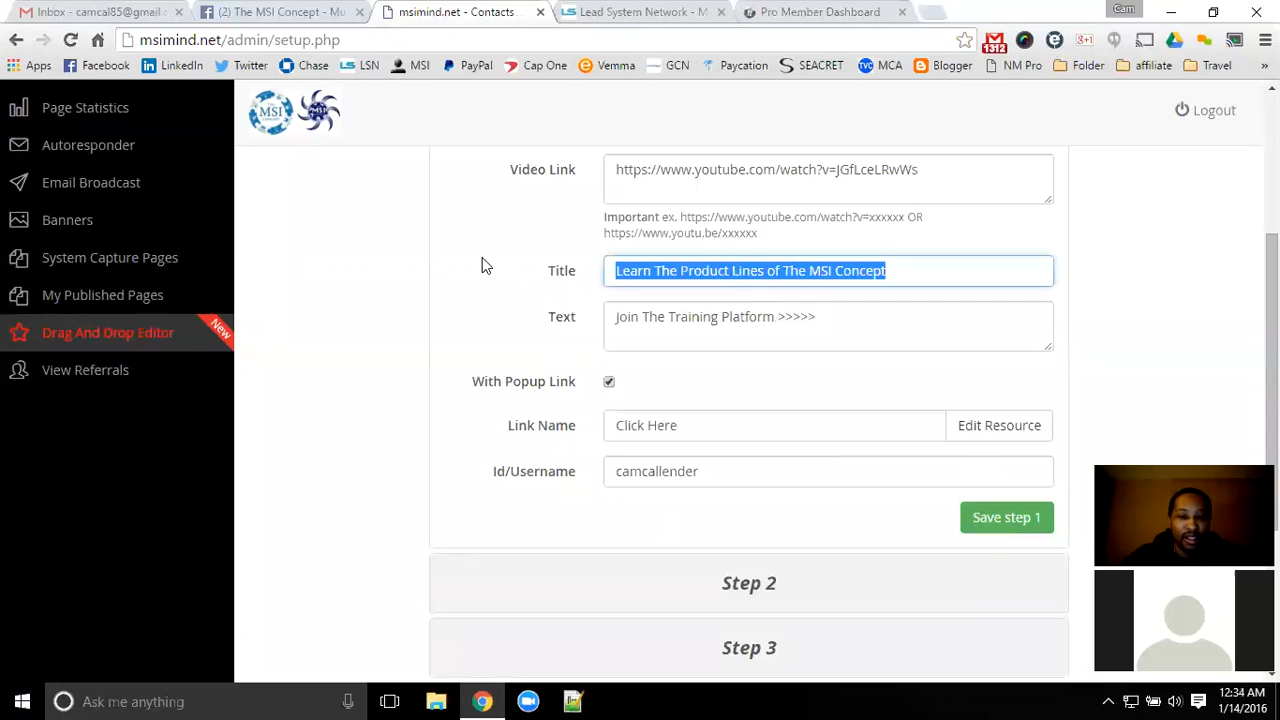 Inbox - camcal85@gmail.
(2) The MSI Concept - Mu
msimind.net - Contacts
Lead System Network - M
Pro Member Dashboard
Cam
msimind.net/admin/setup.php
1312
Apps
Facebook
LinkedIn
Twitter
Chase
LSN
MSI
PayPal
Cap One
Vemma
GCN
Paycation
SEACRET
MCA
Blogger
NM Pro
Folder
affiliate
Travel
Page Statistics
Autoresponder
Email Broadcast
Banners
System Capture Pages
My Published Pages
Drag And Drop Editor
New
View Referrals
MSI
Logout
Video Link
https://www.youtube.com/watch?v=JGfLceLRwWs
Important ex. https://www.youtube.com/watch?v=xxxxxx OR
https://www.youtu.be/xxxxxx
Title
Learn The Product Lines of The MSI Concept
Text
Join The Training Platform >>>>>
With Popup Link
Link Name
Click Here
Edit Resource
Id/Username
camcallender
Save step 1
Step 2
Step 3
Ask me anything
12:34 AM
1/14/2016